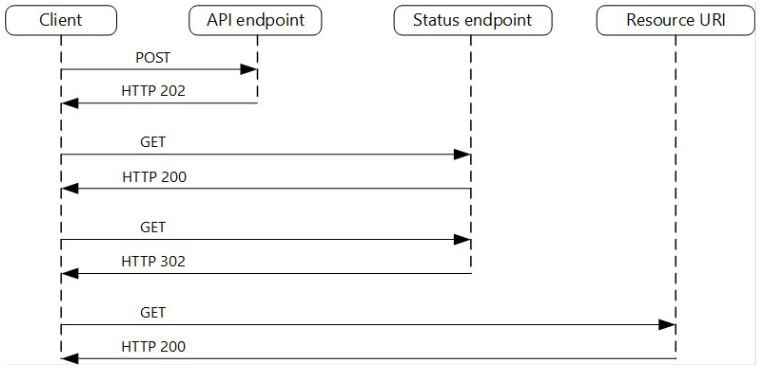 Client
API endpoint
Status endpoint
Resource URI
POST
HTTP 202
GET
HTTP 200
GET
HTTP 302
GET
HTTP 200